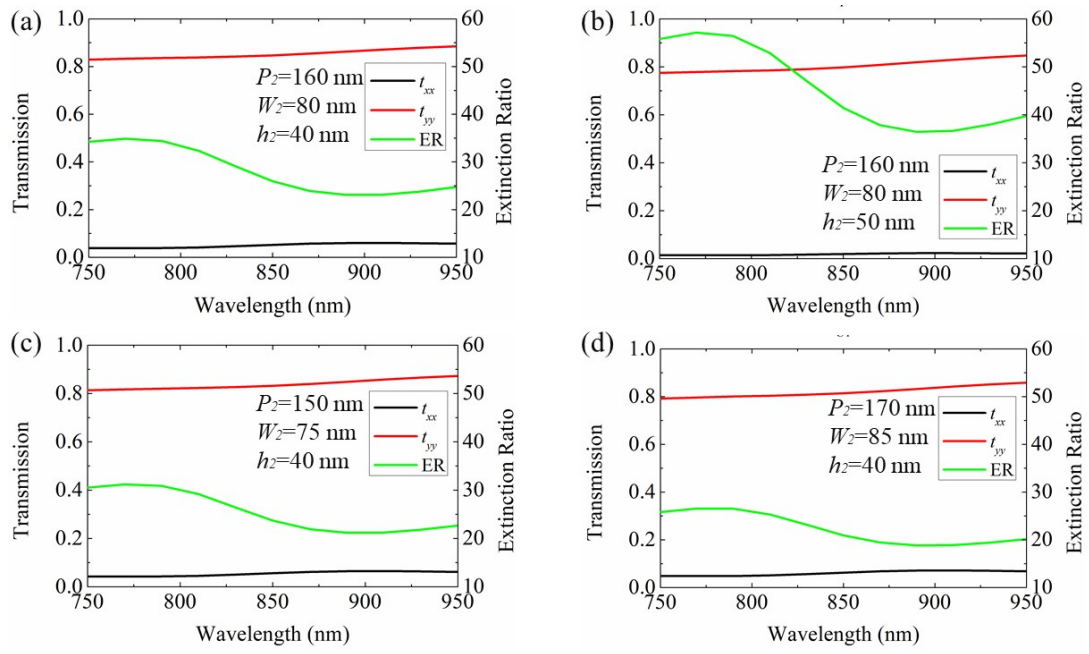 (a)
1.0
0.8
0.6
0.4
0.2
0.0
Transmission
60
50
40
30
20
10
Extinction Ratio
P2=160 nm
W2=80 nm
h2=40 nm
txx
tyy
ER
750 800 850 900 950
Wavelength (nm)
(b)
1.0
0.8
0.6
0.4
0.2
0.0
Transmission
60
50
40
30
20
10
Extinction Ratio
P2=160 nm
W2=80 nm
h2=50 nm
txx
tyy
ER
750 800 850 900 950
Wavelength (nm)
(c)
1.0
0.8
0.6
0.4
0.2
0.0
Transmission
60
50
40
30
20
10
Extinction Ratio
P2=150 nm
W2=75 nm
h2=40 nm
txx
tyy
ER
750 800 850 900 950
Wavelength (nm)
(d)
1.0
0.8
0.6
0.4
0.2
0.0
Transmission
60
50
40
30
20
10
Extinction Ratio
P2=170 nm
W2=85 nm
h2=40 nm
txx
tyy
ER
750 800 850 900 950
Wavelength (nm)